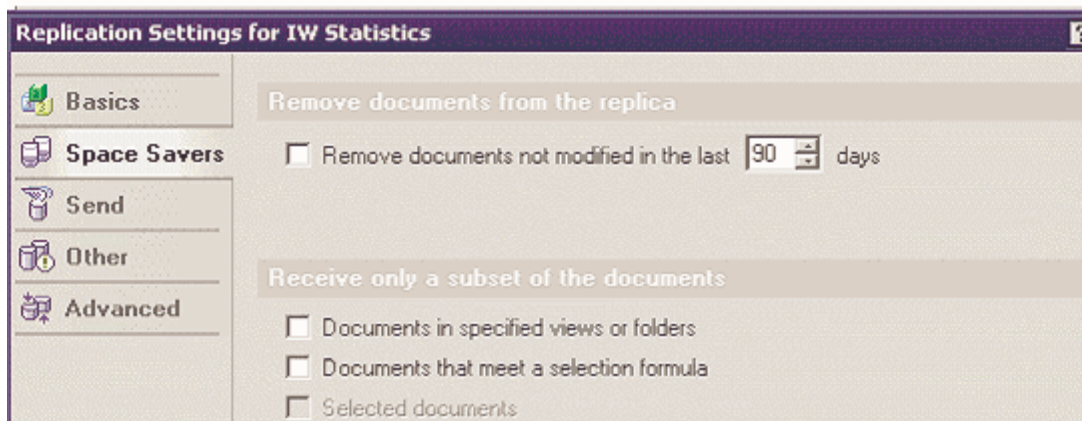 Replication Settings for IW Statistics
?
Basics
Space Savers
Send
Other
Advanced
Remove documents from the replica
Remove documents not modified in the last 90 days
Receive only a subset of the documents
Documents in specified views or folders
Documents that meet a selection formula
Selected documents